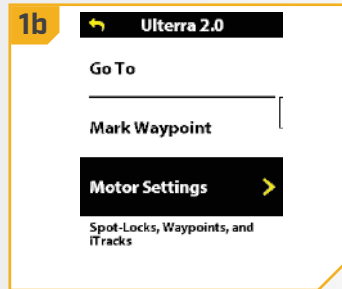 1b
Ulterra 2.0
Go To
Mark Waypoint
Motor Settings
Spot-Locks, Waypoints, and
iTracks